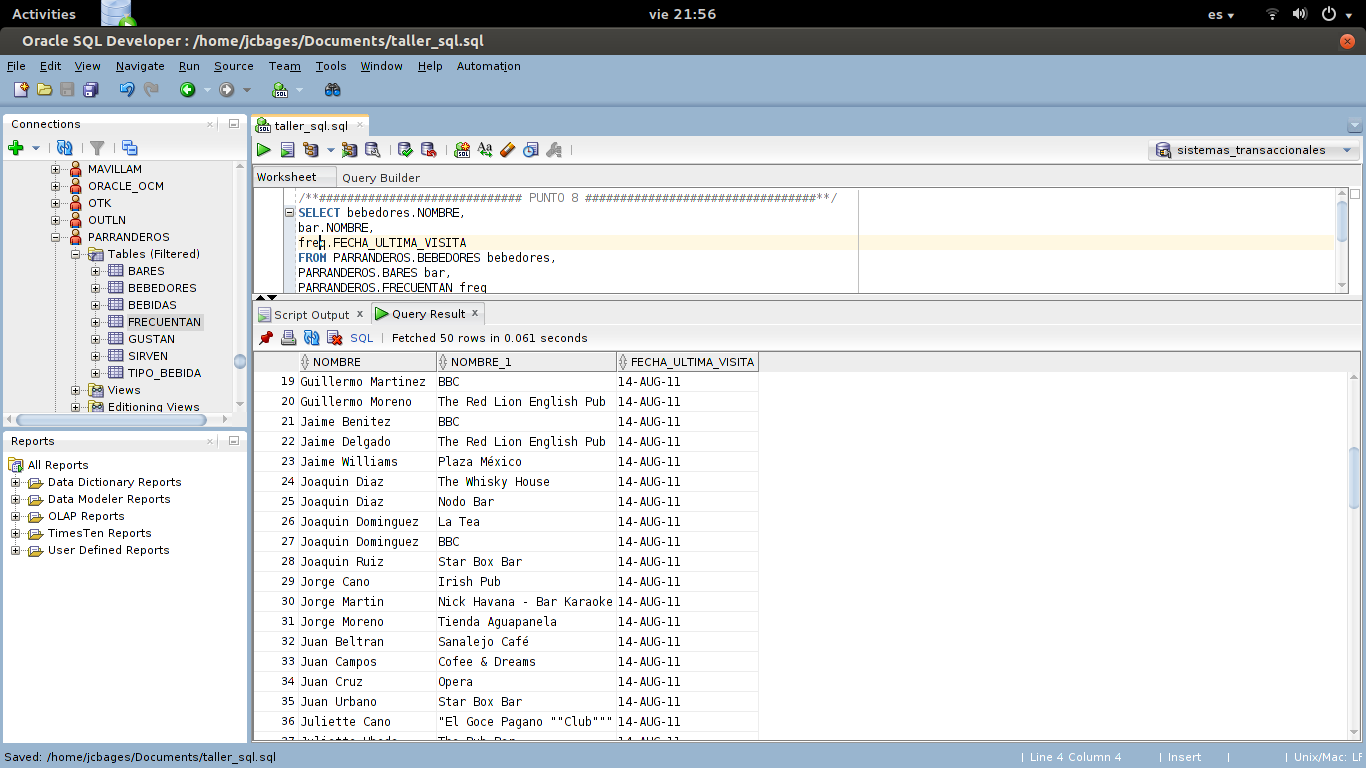 Activities
vie 21:56
es
Oracle SQL Developer : /home/jcbages/Documents/taller_sql.sql
File Edit View Navigate Run Source Team Tools Window Help Automation
Connections
MAVILLAM
ORACLE_OCM
OTK
OUTLN
PARRANDEROS
Tables (Filtered)
BARES
BEBEDORES
BEBIDAS
FRECUENTAN
GUSTAN
SIRVEN
TIPO_BEBIDA
Views
Editioning Views
Reports
All Reports
Data Dictionary Reports
Data Modeler Reports
OLAP Reports
TimesTen Reports
User Defined Reports
taller_sql.sql
sistemas_transaccionales
Worksheet Query Builder
/**############################# PUNTO 8 #################################**/
SELECT bebedores.NOMBRE,
bar.NOMBRE,
freq.FECHA_ULTIMA_VISITA
FROM PARRANDEROS.BEBEDORES bebedores,
PARRANDEROS.BARES bar,
PARRANDEROS.FRECUENTAN freq
Script Output x Query Result x
SQL | Fetched 50 rows in 0.061 seconds
NOMBRE NOMBRE_1 FECHA_ULTIMA_VISITA
19 Guillermo Martinez BBC 14-AUG-11
20 Guillermo Moreno The Red Lion English Pub 14-AUG-11
21 Jaime Benitez BBC 14-AUG-11
22 Jaime Delgado The Red Lion English Pub 14-AUG-11
23 Jaime Williams Plaza México 14-AUG-11
24 Joaquin Diaz The Whisky House 14-AUG-11
25 Joaquin Diaz Nodo Bar 14-AUG-11
26 Joaquin Dominguez La Tea 14-AUG-11
27 Joaquin Dominguez BBC 14-AUG-11
28 Joaquin Ruiz Star Box Bar 14-AUG-11
29 Jorge Cano Irish Pub 14-AUG-11
30 Jorge Martin Nick Havana - Bar Karaoke 14-AUG-11
31 Jorge Moreno Tienda Aguapanela 14-AUG-11
32 Juan Beltran Sanalejo Café 14-AUG-11
33 Juan Campos Cofee & Dreams 14-AUG-11
34 Juan Cruz Opera 14-AUG-11
35 Juan Urbano Star Box Bar 14-AUG-11
36 Juliette Cano "El Goce Pagano ""Club""" 14-AUG-11
Saved: /home/jcbages/Documents/taller_sql.sql
Line 4 Column 4 | Insert | Unix/Mac: LF